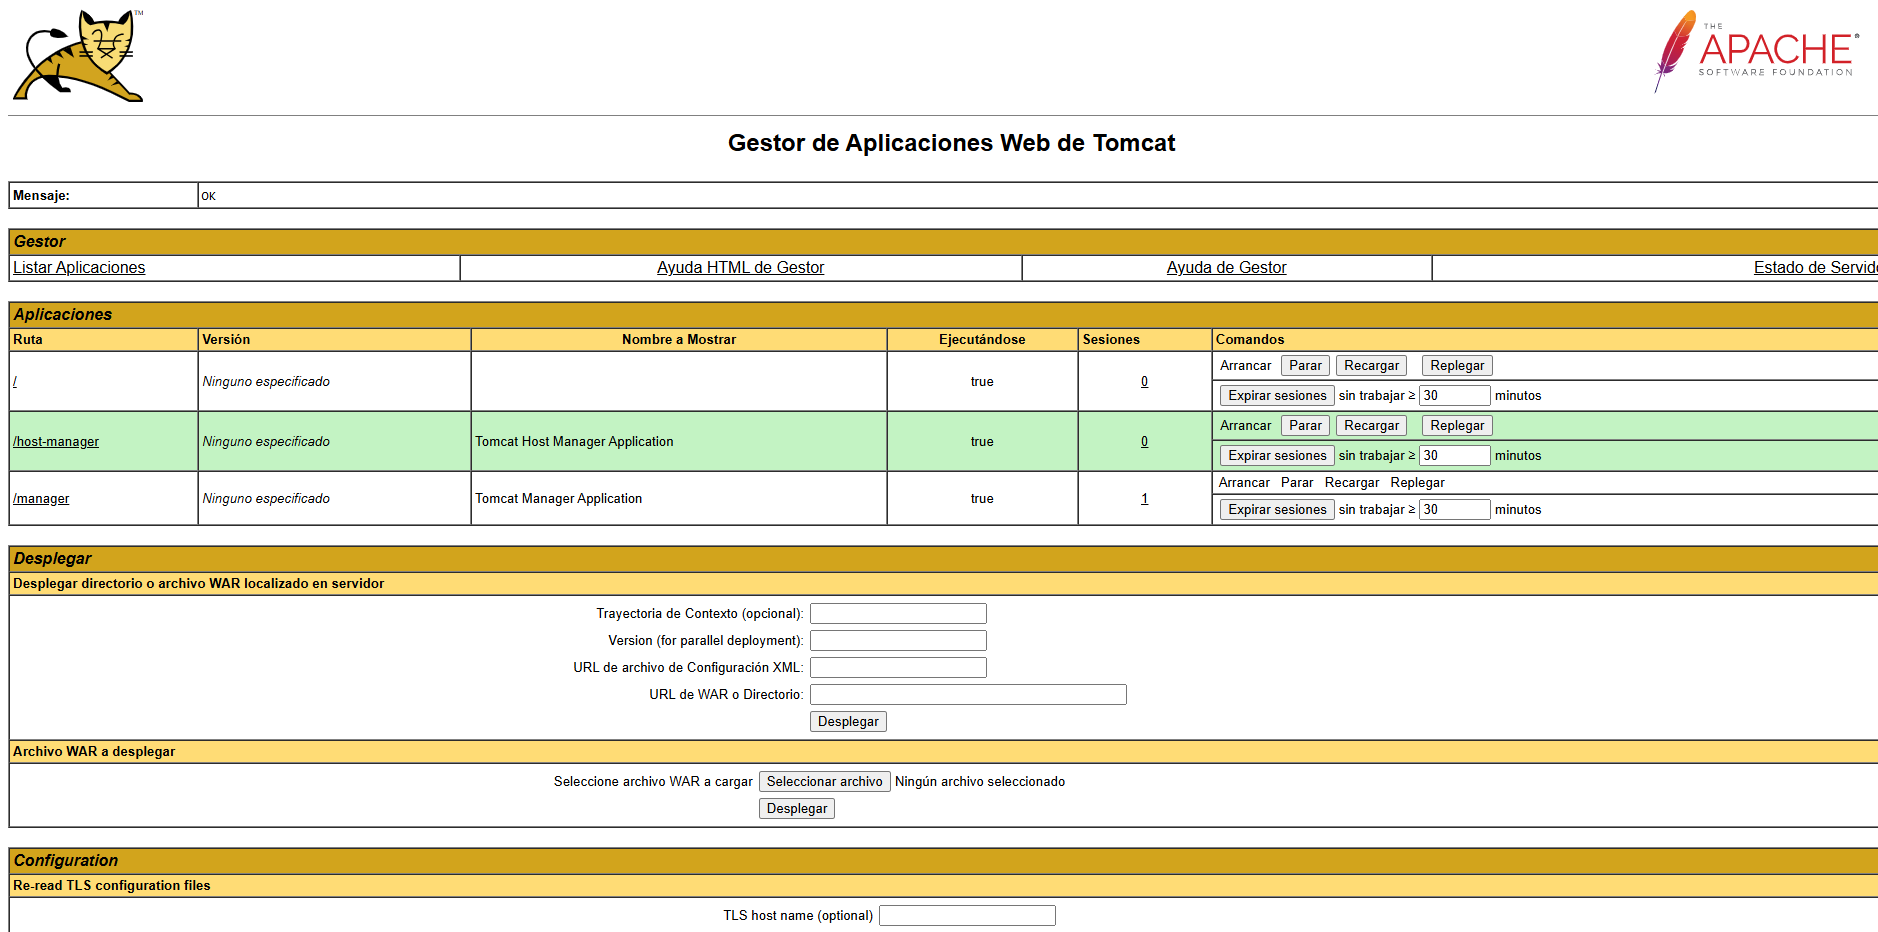 TM
THE
APACHE®
SOFTWARE FOUNDATION
Gestor de Aplicaciones Web de Tomcat
Mensaje: OK
Gestor
Listar Aplicaciones Ayuda HTML de Gestor Ayuda de Gestor Estado de Servido
Aplicaciones
Ruta Versión Nombre a Mostrar Ejecutándose Sesiones Comandos
/ Ninguno especificado true 0 Arrancar Parar Recargar Replegar
Expirar sesiones sin trabajar ≥ 30 minutos
/host-manager Ninguno especificado Tomcat Host Manager Application true 0 Arrancar Parar Recargar Replegar
Expirar sesiones sin trabajar ≥ 30 minutos
/manager Ninguno especificado Tomcat Manager Application true 1 Arrancar Parar Recargar Replegar
Expirar sesiones sin trabajar ≥ 30 minutos
Desplegar
Desplegar directorio o archivo WAR localizado en servidor
Trayectoria de Contexto (opcional):
Version (for parallel deployment):
URL de archivo de Configuración XML:
URL de WAR o Directorio:
Desplegar
Archivo WAR a desplegar
Seleccione archivo WAR a cargar Seleccionar archivo Ningún archivo seleccionado
Desplegar
Configuration
Re-read TLS configuration files
TLS host name (optional)